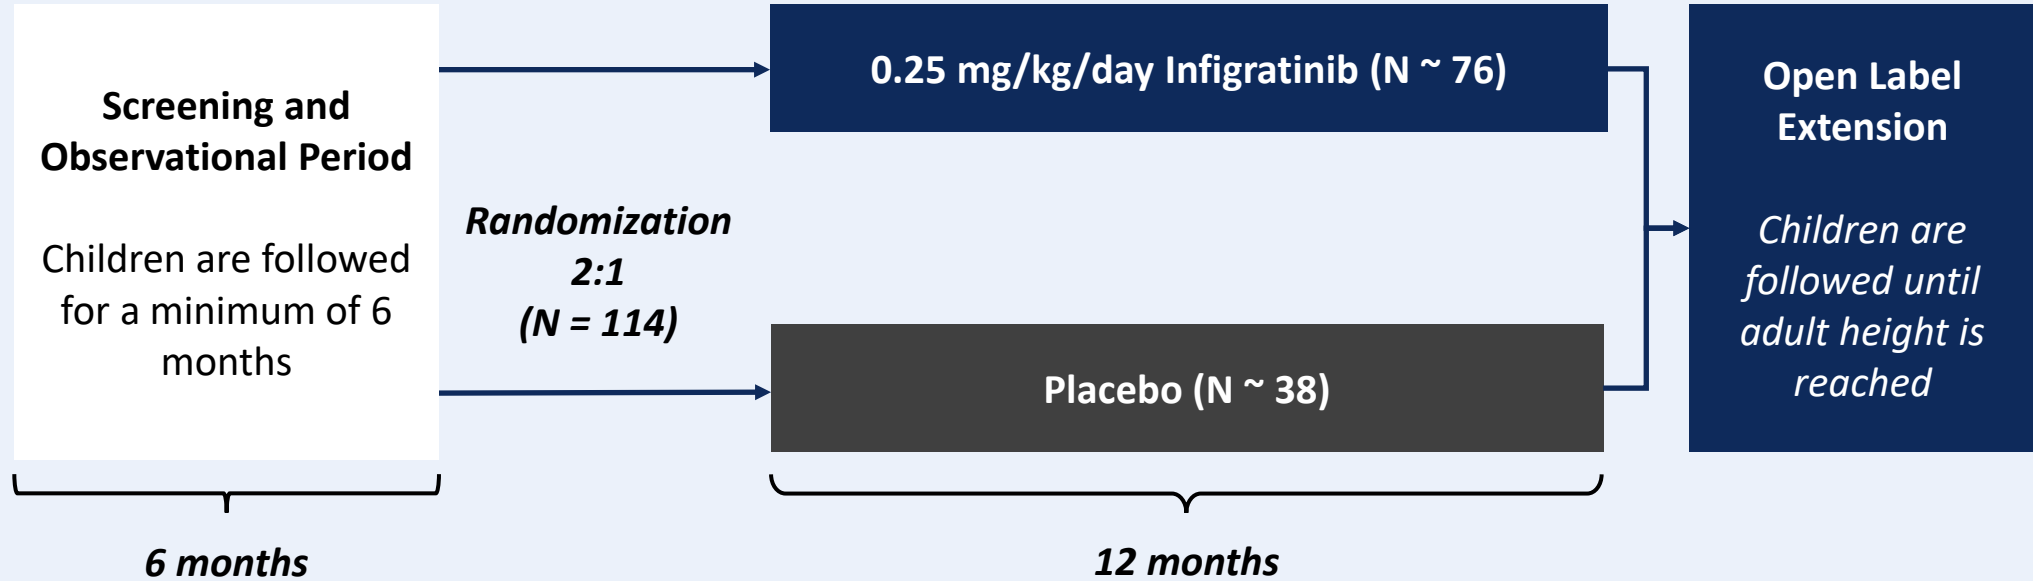 Screening and
Observational Period
Children are followed
for a minimum of 6
months
6 months
Randomization
2:1
(N = 114)
0.25 mg/kg/day Infigratinib (N ~ 76)
Placebo (N ~ 38)
12 months
Open Label
Extension
Children are
followed until
adult height is
reached